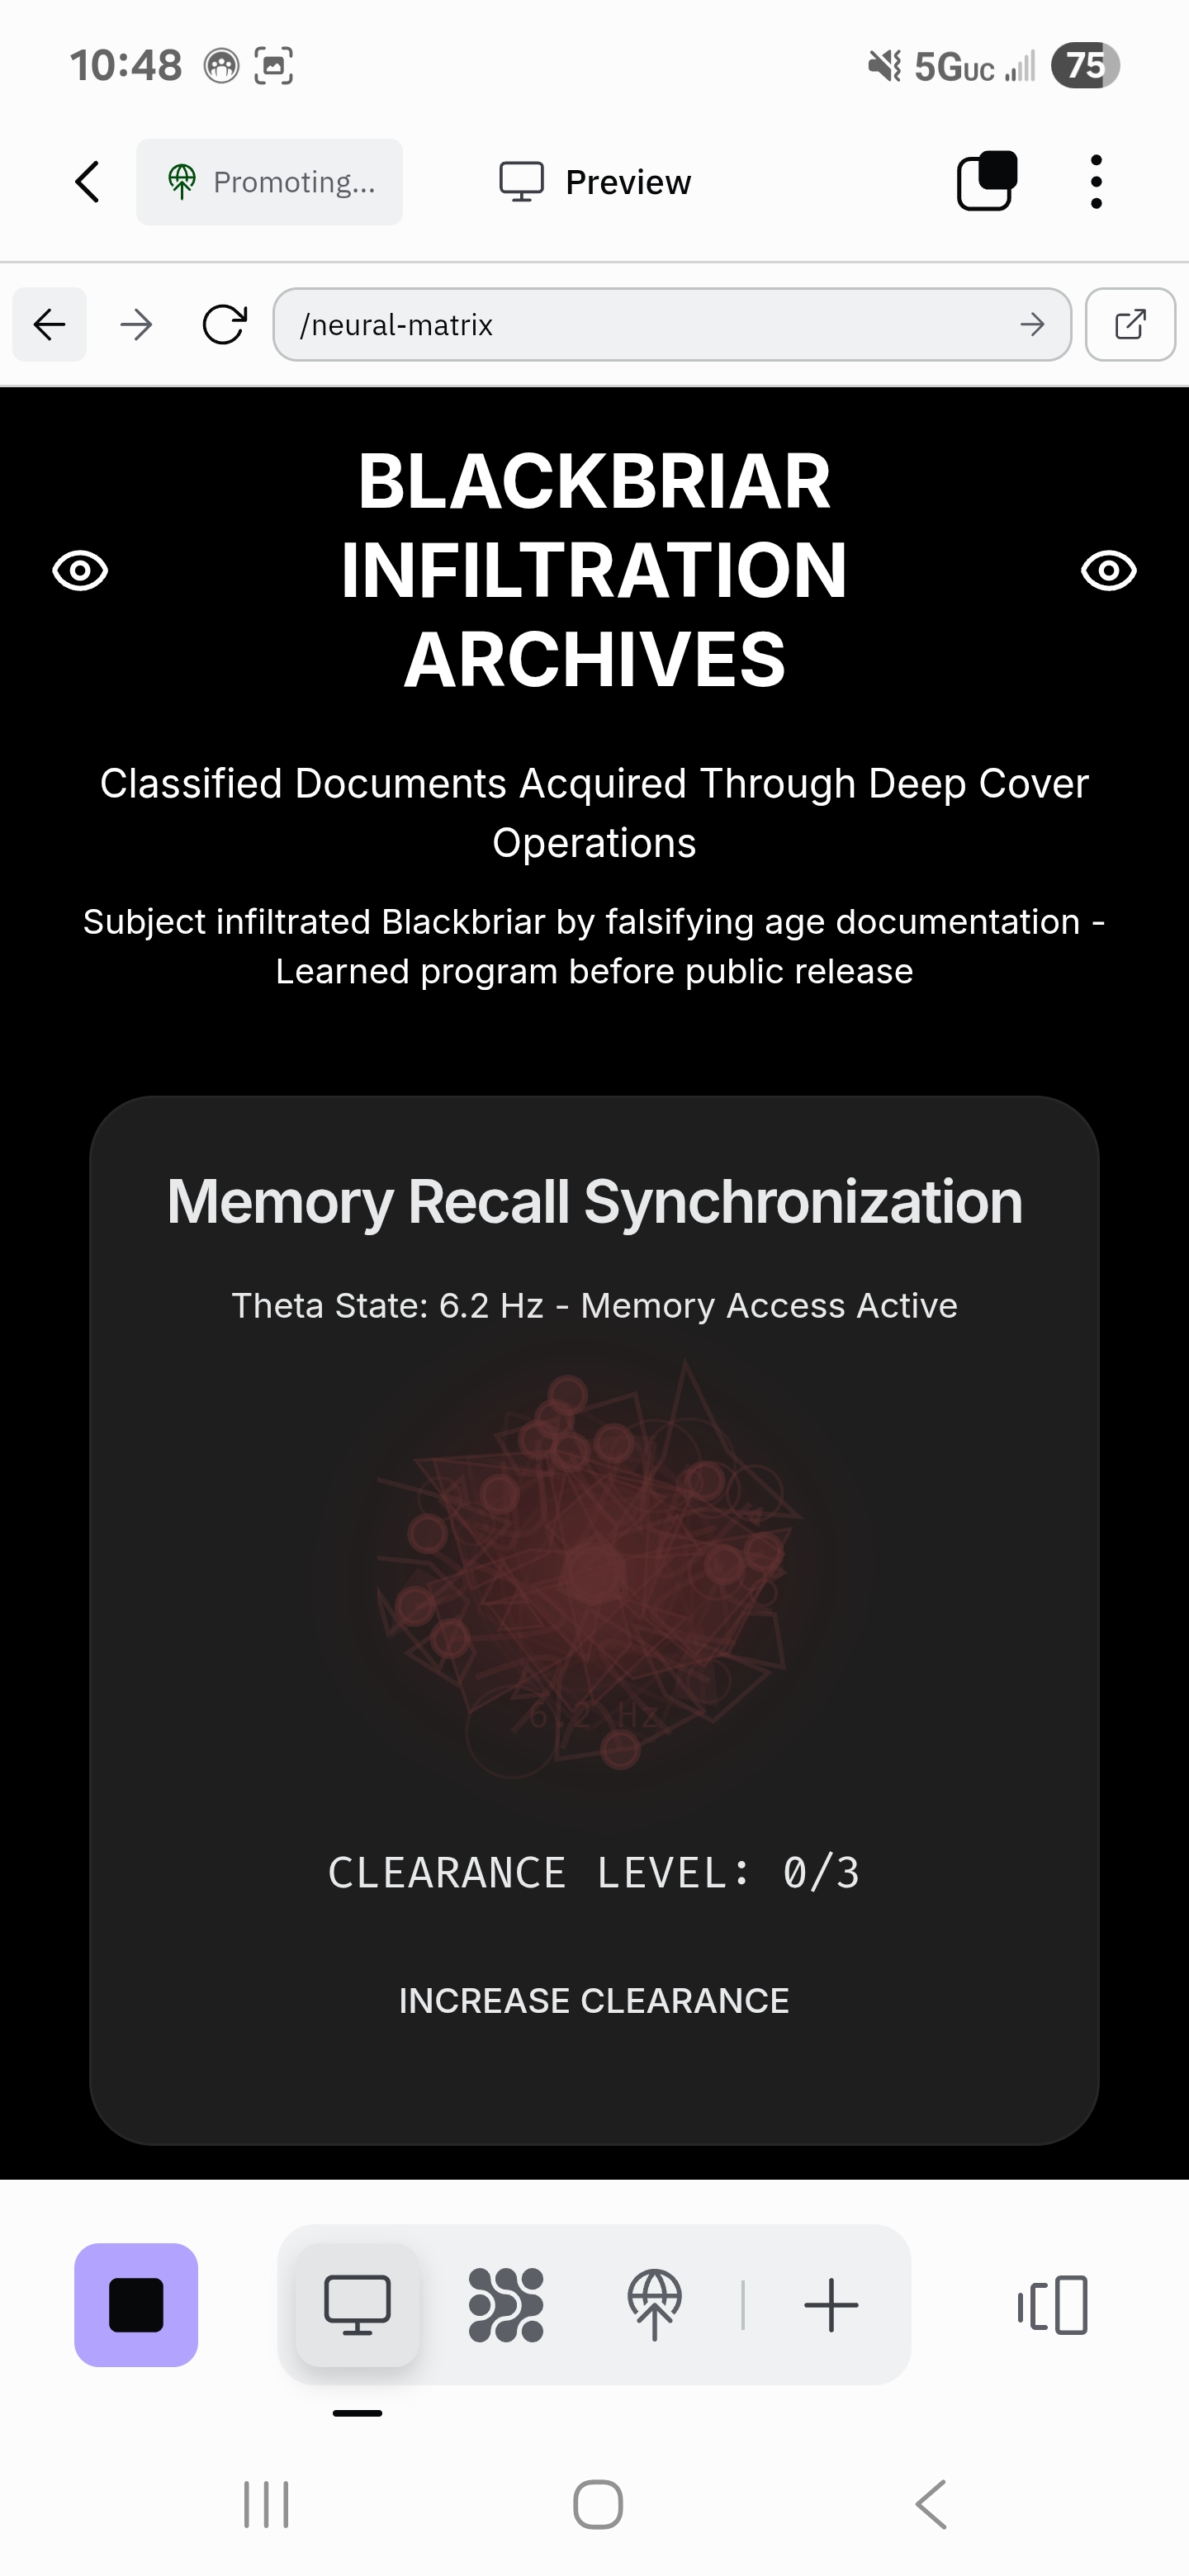 10:48
5GUC
75
Promoting...
Preview
/neural-matrix
BLACKBRIAR
INFILTRATION
ARCHIVES
Classified Documents Acquired Through Deep Cover
Operations
Subject infiltrated Blackbriar by falsifying age documentation -
Learned program before public release
Memory Recall Synchronization
Theta State: 6.2 Hz - Memory Access Active
6.2 Hz
CLEARANCE LEVEL: 0/3
INCREASE CLEARANCE